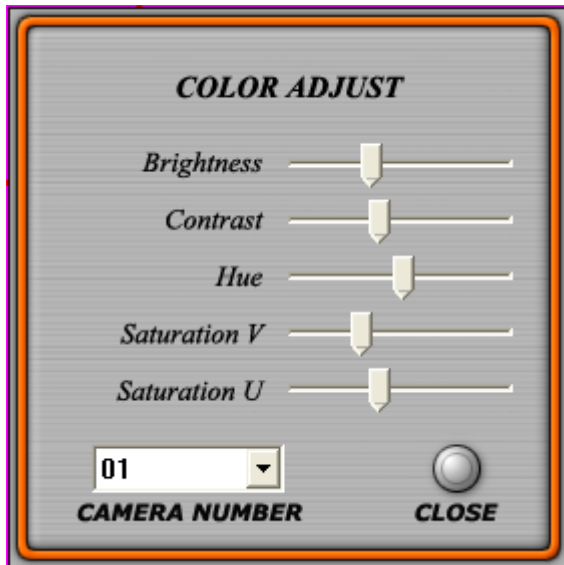 COLOR ADJUST
Brightness
Contrast
Hue
Saturation V
Saturation U
01
CAMERA NUMBER
CLOSE